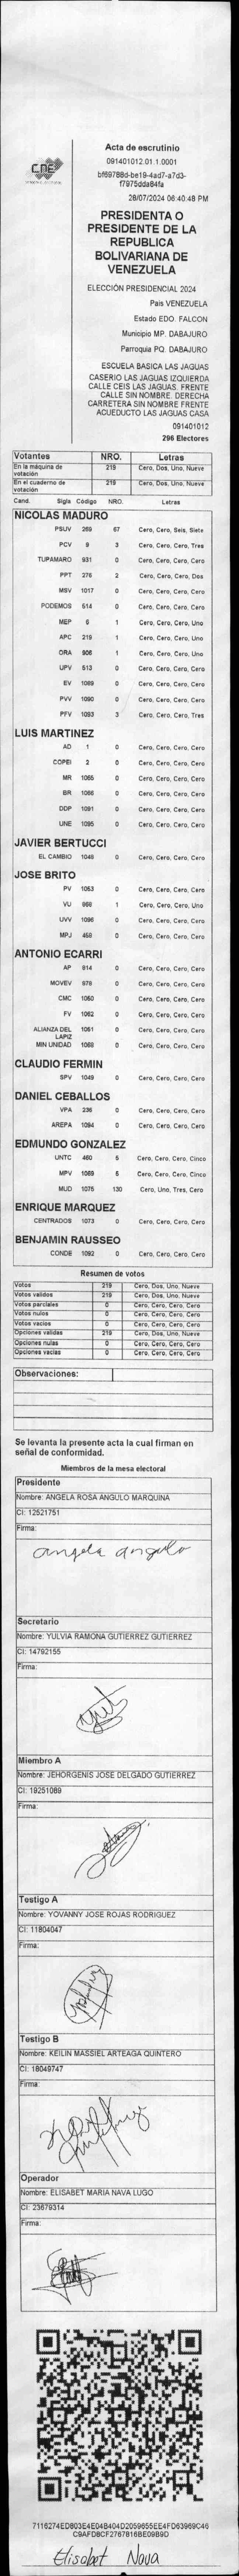 CNE
Acta de escrutinio
091401012.01.1.0001
bf69788d-be19-4ad7-a7d3-
f7975dda84fa
28/07/2024 06:40:48 PM
PRESIDENTA O
PRESIDENTE DE LA
REPUBLICA
BOLIVARIANA DE
VENEZUELA
ELECCIÓN PRESIDENCIAL 2024
País VENEZUELA
Estado EDO. FALCON
Municipio MP. DABAJURO
Parroquia PQ. DABAJURO
ESCUELA BASICA LAS JAGUAS
CASERIO LAS JAGUAS IZQUIERDA
CALLE CEIS LAS JAGUAS. FRENTE
CALLE SIN NOMBRE. DERECHA
CARRETERA SIN NOMBRE FRENTE
ACUEDUCTO LAS JAGUAS CASA
091401012
296 Electores
Votantes NRO. Letras
En la máquina de votación 219 Cero, Dos, Uno, Nueve
En el cuaderno de votación 219 Cero, Dos, Uno, Nueve
Cand. Sigla Código NRO. Letras
NICOLAS MADURO
PSUV 269 67 Cero, Cero, Seis, Siete
PCV 9 3 Cero, Cero, Cero, Tres
TUPAMARO 931 0 Cero, Cero, Cero, Cero
PPT 276 2 Cero, Cero, Cero, Dos
MSV 1017 0 Cero, Cero, Cero, Cero
PODEMOS 514 0 Cero, Cero, Cero, Cero
MEP 6 1 Cero, Cero, Cero, Uno
APC 219 1 Cero, Cero, Cero, Uno
ORA 506 1 Cero, Cero, Cero, Uno
UPV 513 0 Cero, Cero, Cero, Cero
EV 1089 0 Cero, Cero, Cero, Cero
PVV 1090 0 Cero, Cero, Cero, Cero
PFV 1093 3 Cero, Cero, Cero, Tres
LUIS MARTINEZ
AD 1 0 Cero, Cero, Cero, Cero
COPEI 2 0 Cero, Cero, Cero, Cero
MR 1065 0 Cero, Cero, Cero, Cero
BR 1086 0 Cero, Cero, Cero, Cero
DDP 1091 0 Cero, Cero, Cero, Cero
UNE 1095 0 Cero, Cero, Cero, Cero
JAVIER BERTUCCI
EL CAMBIO 1048 0 Cero, Cero, Cero, Cero
JOSE BRITO
PV 1053 0 Cero, Cero, Cero, Cero
VU 968 1 Cero, Cero, Cero, Uno
UVV 1096 0 Cero, Cero, Cero, Cero
MPJ 458 0 Cero, Cero, Cero, Cero
ANTONIO ECARRI
AP 814 0 Cero, Cero, Cero, Cero
MOVEV 978 0 Cero, Cero, Cero, Cero
CMC 1060 0 Cero, Cero, Cero, Cero
FV 1062 0 Cero, Cero, Cero, Cero
ALIANZA DEL LAPIZ 1061 0 Cero, Cero, Cero, Cero
MIN UNIDAD 1068 0 Cero, Cero, Cero, Cero
CLAUDIO FERMIN
SPV 1049 0 Cero, Cero, Cero, Cero
DANIEL CEBALLOS
VPA 236 0 Cero, Cero, Cero, Cero
AREPA 1094 0 Cero, Cero, Cero, Cero
EDMUNDO GONZALEZ
UNTC 460 5 Cero, Cero, Cero, Cinco
MPV 1069 5 Cero, Cero, Cero, Cinco
MUD 1076 130 Cero, Uno, Tres, Cero
ENRIQUE MARQUEZ
CENTRADOS 1073 0 Cero, Cero, Cero, Cero
BENJAMIN RAUSSEO
CONDE 1092 0 Cero, Cero, Cero, Cero
Resumen de votos
Votos 219 Cero, Dos, Uno, Nueve
Votos validos 219 Cero, Dos, Uno, Nueve
Votos parciales 0 Cero, Cero, Cero, Cero
Votos nulos 0 Cero, Cero, Cero, Cero
Votos vacios 0 Cero, Cero, Cero, Cero
Opciones validas 219 Cero, Dos, Uno, Nueve
Opciones nulas 0 Cero, Cero, Cero, Cero
Opciones vacias 0 Cero, Cero, Cero, Cero
Observaciones:
Se levanta la presente acta la cual firman en
señal de conformidad.
Miembros de la mesa electoral
Presidente
Nombre: ANGELA ROSA ANGULO MARQUINA
CI: 12521751
Firma:
angela angulo
Secretario
Nombre: YULVIA RAMONA GUTIERREZ GUTIERREZ
CI: 14792155
Firma:
Miembro A
Nombre: JEHORGENIS JOSE DELGADO GUTIERREZ
CI: 19251089
Firma:
Testigo A
Nombre: YOVANNY JOSE ROJAS RODRIGUEZ
CI: 11804047
Firma:
Testigo B
Nombre: KEILIN MASSIEL ARTEAGA QUINTERO
CI: 18049747
Firma:
Operador
Nombre: ELISABET MARIA NAVA LUGO
CI: 23679314
Firma:
7116274ED803E4E04B404D2059655EE4FD63969C46
C9AFD8CF2767816BE09B9D
Elisabet Nava